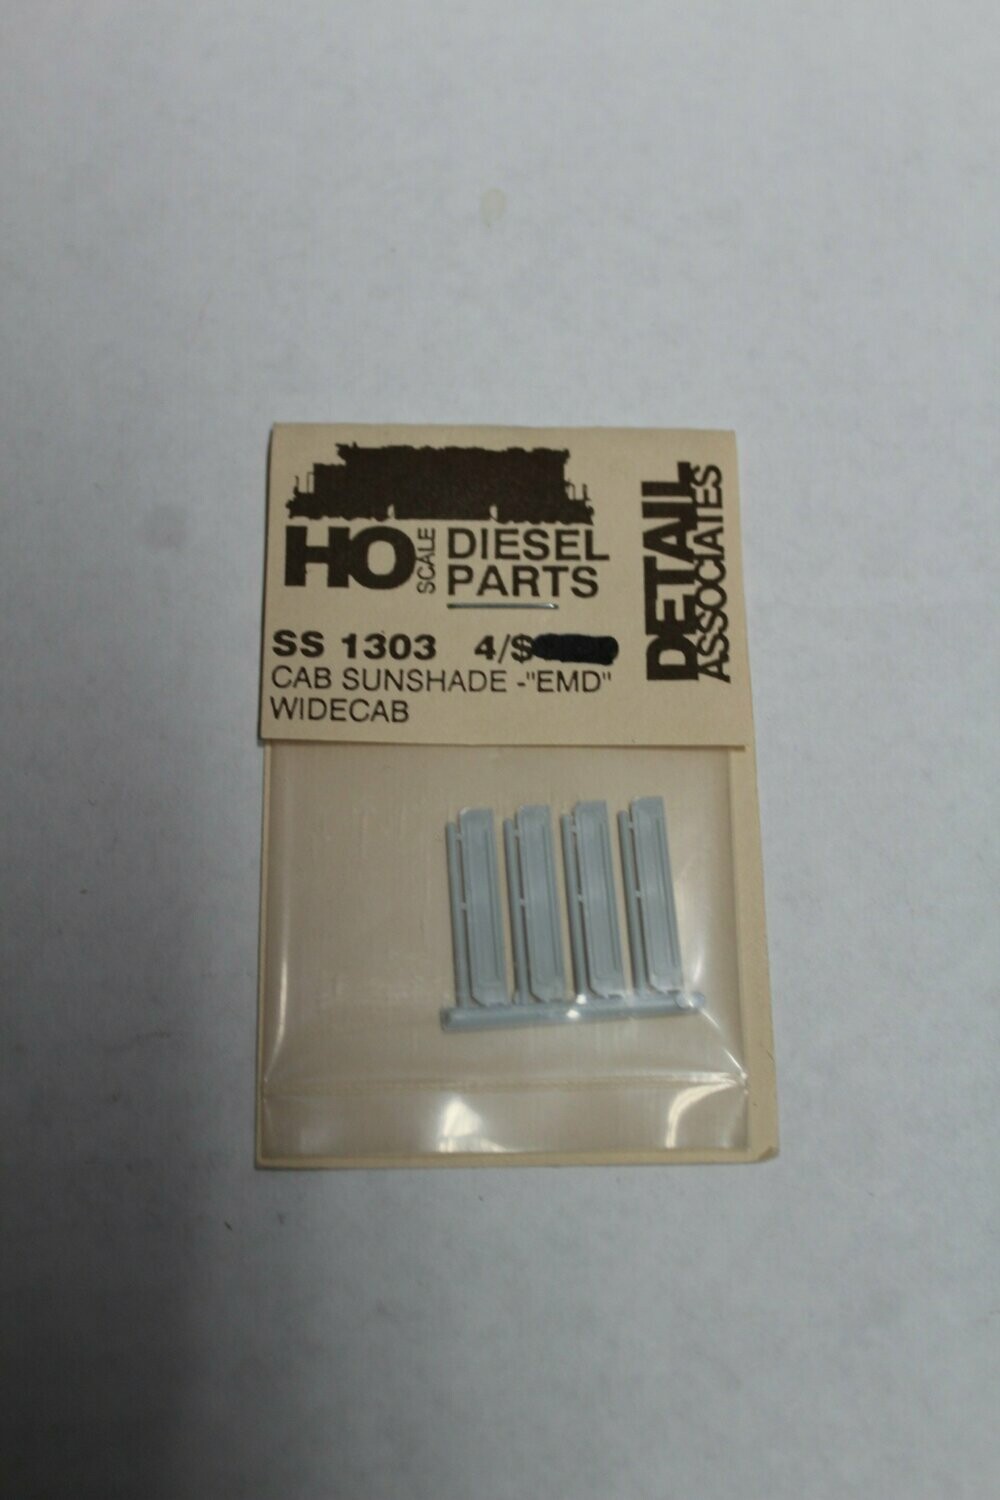 HO SCALE DIESEL
PARTS
SS 1303 4/$
CAB SUNSHADE -"EMD"
WIDECAB
DETAIL
ASSOCIATES